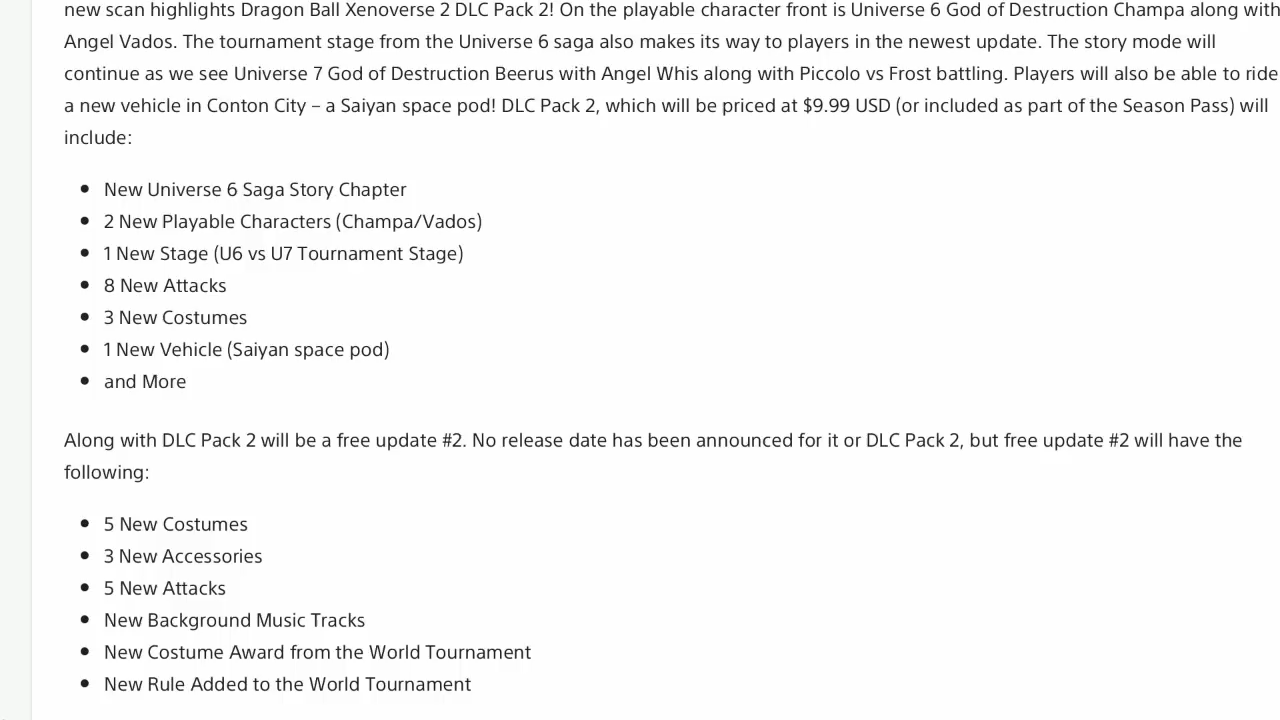 new scan highlights Dragon Ball Xenoverse 2 DLC Pack 2! On the playable character front is Universe 6 God of Destruction Champa along with
Angel Vados. The tournament stage from the Universe 6 saga also makes its way to players in the newest update. The story mode will
continue as we see Universe 7 God of Destruction Beerus with Angel Whis along with Piccolo vs Frost battling. Players will also be able to ride
a new vehicle in Conton City – a Saiyan space pod! DLC Pack 2, which will be priced at $9.99 USD (or included as part of the Season Pass) will
include:
• New Universe 6 Saga Story Chapter
• 2 New Playable Characters (Champa/Vados)
• 1 New Stage (U6 vs U7 Tournament Stage)
• 8 New Attacks
• 3 New Costumes
• 1 New Vehicle (Saiyan space pod)
• and More
Along with DLC Pack 2 will be a free update #2. No release date has been announced for it or DLC Pack 2, but free update #2 will have the
following:
• 5 New Costumes
• 3 New Accessories
• 5 New Attacks
• New Background Music Tracks
• New Costume Award from the World Tournament
• New Rule Added to the World Tournament